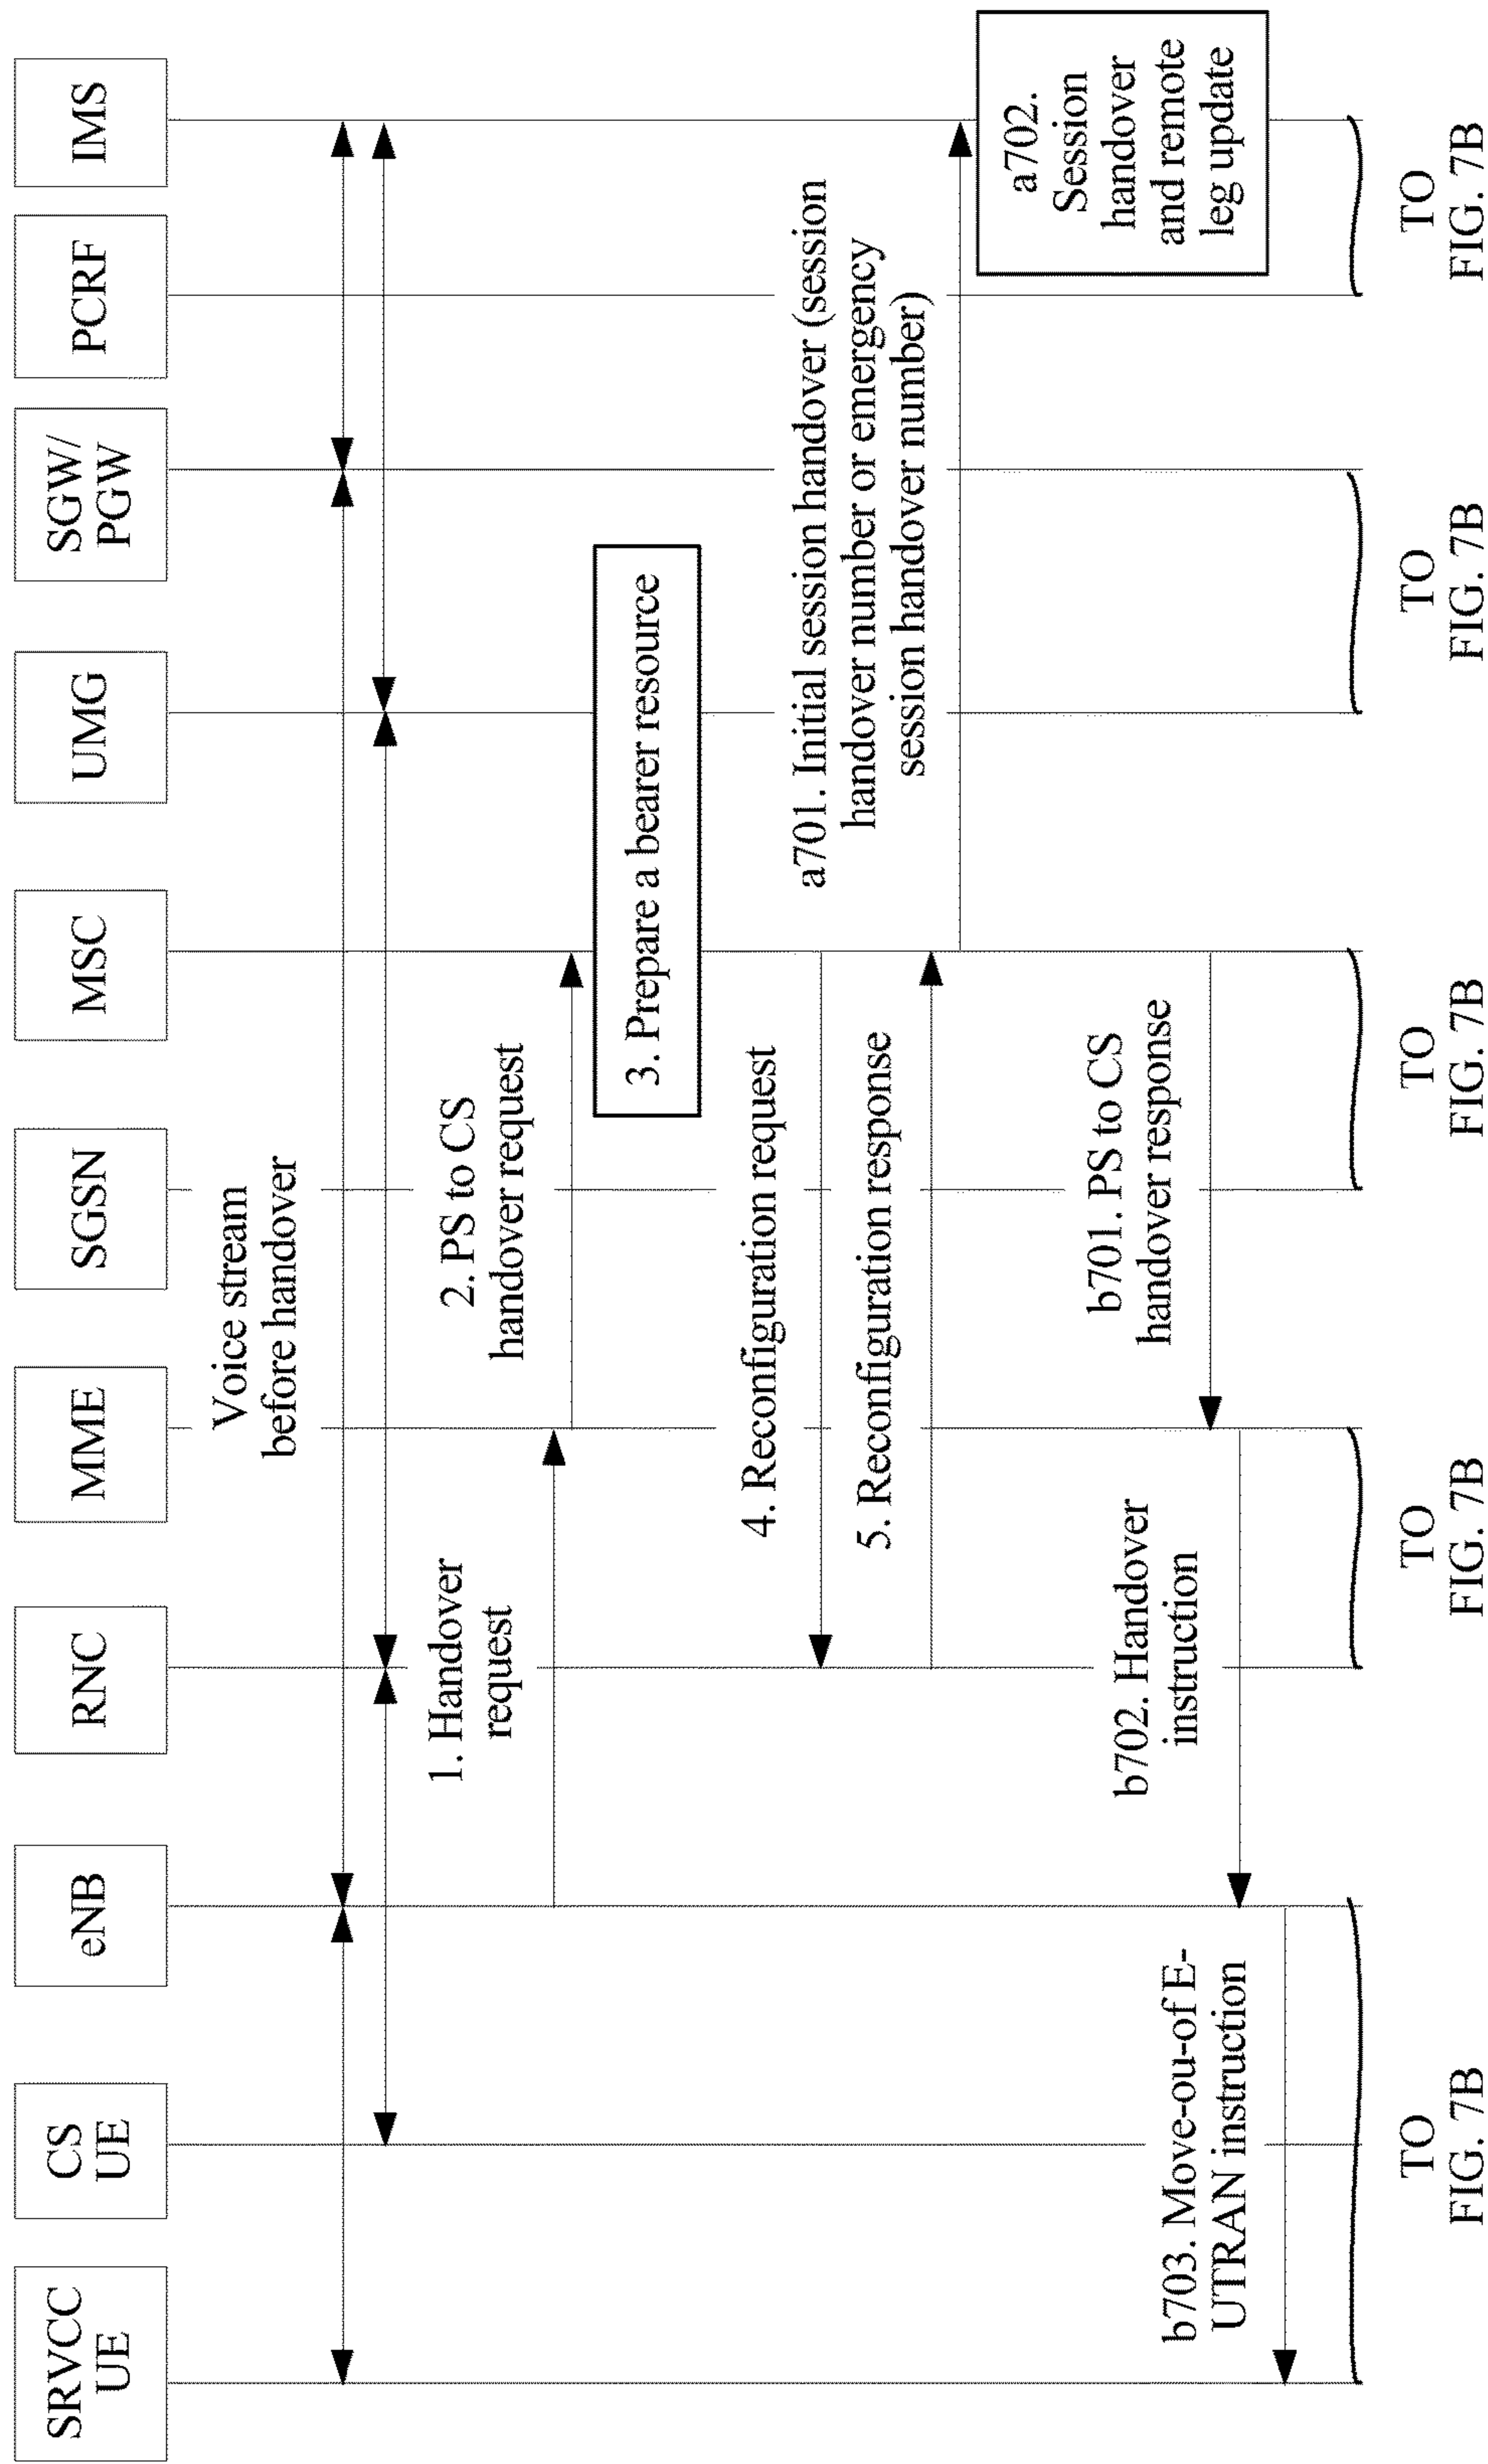 SRVCC
UE
CS
UE
eNB
RNC
MME
SGSN
MSC
UMG
SGW/
PGW
PCRF
IMS
Voice stream
before handover
1. Handover
request
2. PS to CS
handover request
3. Prepare a bearer resource
4. Reconfiguration request
5. Reconfiguration response
a701. Initial session handover (session
handover number or emergency
session handover number)
a702.
Session
handover
and remote
leg update
b701. PS to CS
handover response
b702. Handover
instruction
b703. Move-ou-of E-
UTRAN instruction
TO
FIG. 7B
TO
FIG. 7B
TO
FIG. 7B
TO
FIG. 7B
TO
FIG. 7B